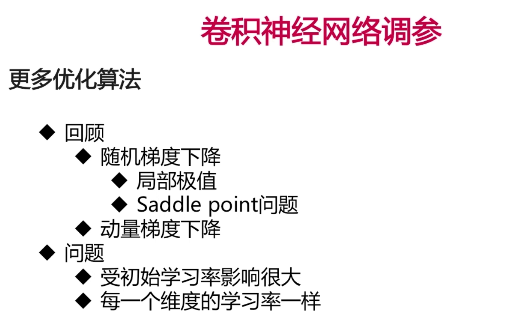 卷积神经网络调参
更多优化算法
◆ 回顾
◆ 随机梯度下降
◆ 局部极值
◆ Saddle point问题
◆ 动量梯度下降
◆ 问题
◆ 受初始学习率影响很大
◆ 每一个维度的学习率一样